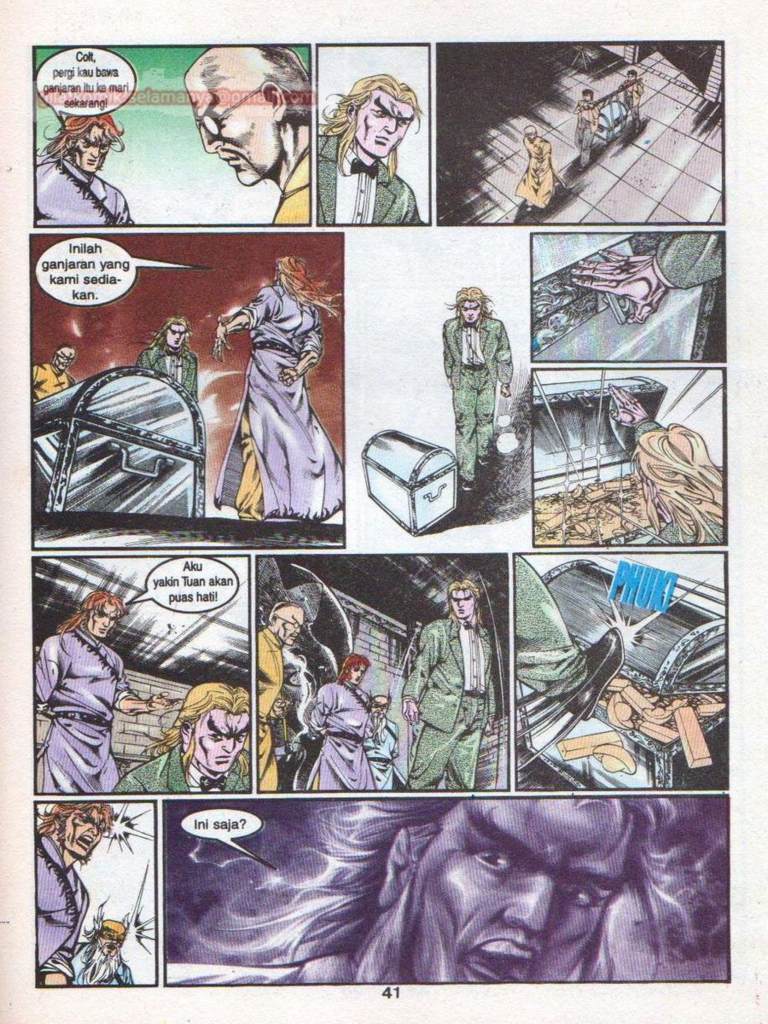 Colt,
pergi kau bawa
ganjaran itu ke mari
sekarang!
Inilah
ganjaran yang
kami sedia-
kan.
Aku
yakin Tuan akan
puas hati!
PHUK!
Ini saja?
41